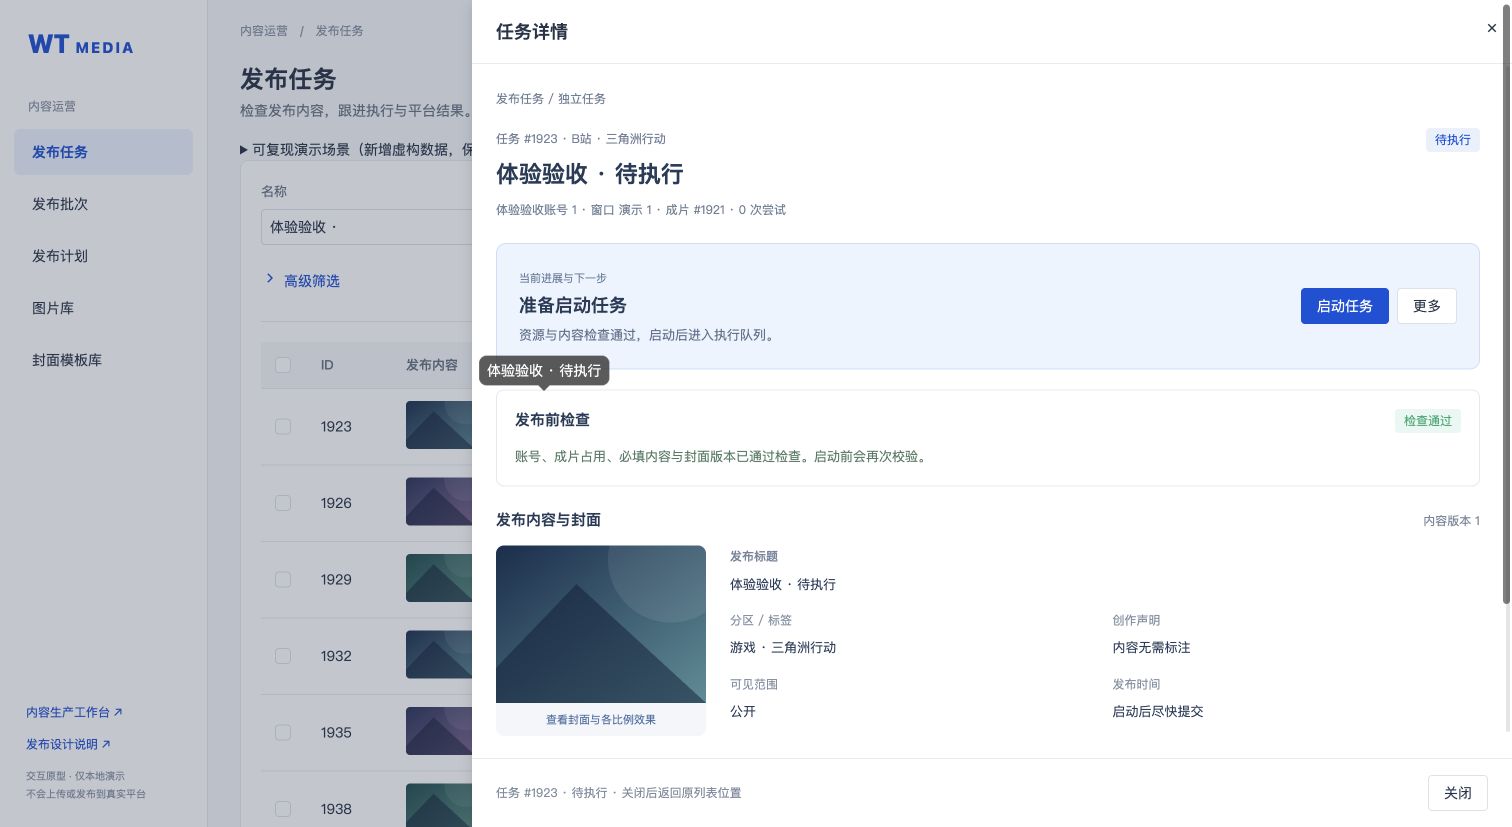 WT MEDIA
内容运营
发布任务
发布批次
发布计划
图片库
封面模板库
内容生产工作台 ↗
发布设计说明 ↗
交互原型 · 仅本地演示
不会上传或发布到真实平台
内容运营 / 发布任务
发布任务
检查发布内容，跟进执行与平台结果。
▶ 可复现演示场景（新增虚构数据，保
名称
体验验收 ·
高级筛选
ID 发布内容
1923
1926
1929
1932
1935
1938
任务详情
×
发布任务 / 独立任务
任务 #1923 · B站 · 三角洲行动
待执行
体验验收 · 待执行
体验验收账号 1 · 窗口 演示 1 · 成片 #1921 · 0 次尝试
当前进展与下一步
准备启动任务
资源与内容检查通过，启动后进入执行队列。
启动任务 更多
体验验收 · 待执行
发布前检查
检查通过
账号、成片占用、必填内容与封面版本已通过检查。启动前会再次校验。
发布内容与封面
内容版本 1
查看封面与各比例效果
发布标题
体验验收 · 待执行
分区 / 标签 创作声明
游戏 · 三角洲行动 内容无需标注
可见范围 发布时间
公开 启动后尽快提交
任务 #1923 · 待执行 · 关闭后返回原列表位置
关闭